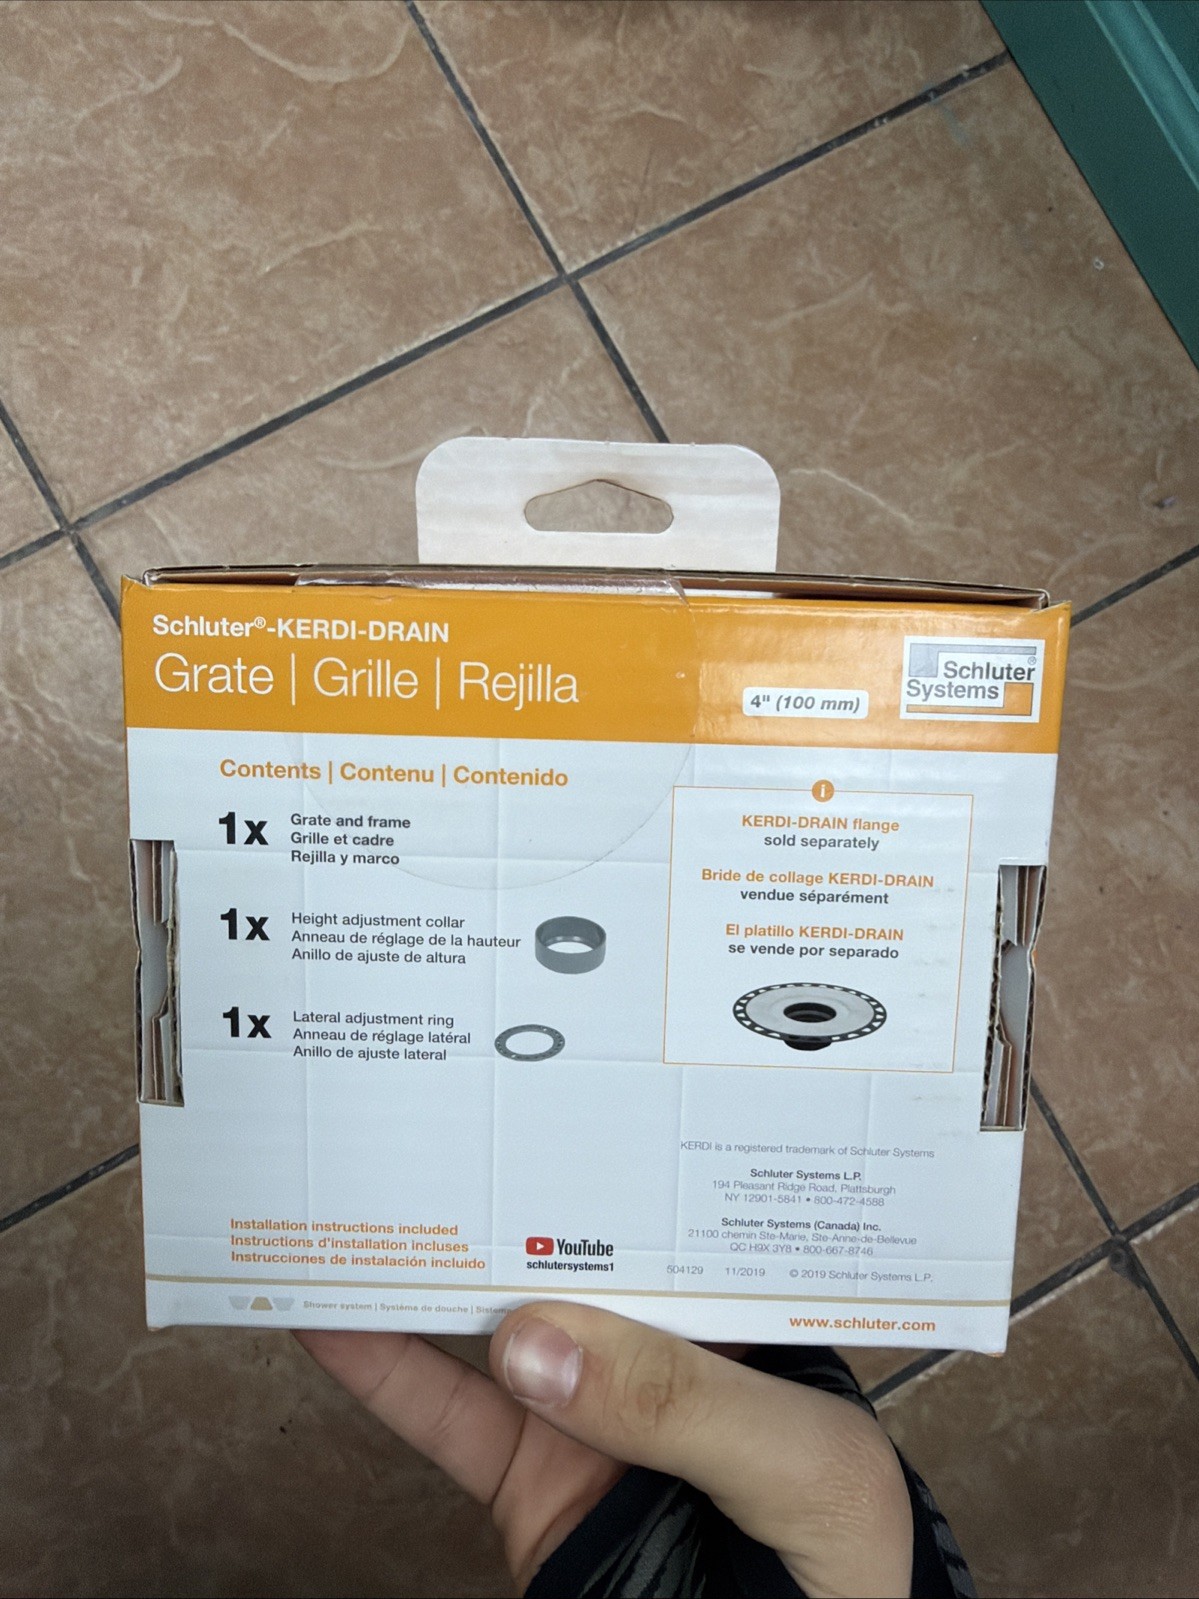 Schluter®-KERDI-DRAIN
Grate | Grille | Rejilla
4" (100 mm)
Schluter®
Systems
Contents | Contenu | Contenido
1x
Grate and frame
Grille et cadre
Rejilla y marco
1x
Height adjustment collar
Anneau de réglage de la hauteur
Anillo de ajuste de altura
1x
Lateral adjustment ring
Anneau de réglage latéral
Anillo de ajuste lateral
i
KERDI-DRAIN flange
sold separately
Bride de collage KERDI-DRAIN
vendue séparément
El platillo KERDI-DRAIN
se vende por separado
KERDI is a registered trademark of Schluter Systems
Schluter Systems L.P.
194 Pleasant Ridge Road, Plattsburgh
NY 12901-5841 • 800-472-4588
Schluter Systems (Canada) Inc.
21100 chemin Ste-Marie, Ste-Anne-de-Bellevue
QC H9X 3Y8 • 800-667-8746
504129 11/2019 © 2019 Schluter Systems L.P.
Installation instructions included
Instructions d'installation incluses
Instrucciones de instalación incluido
YouTube
schlutersystems1
Shower system | Système de douche |
www.schluter.com